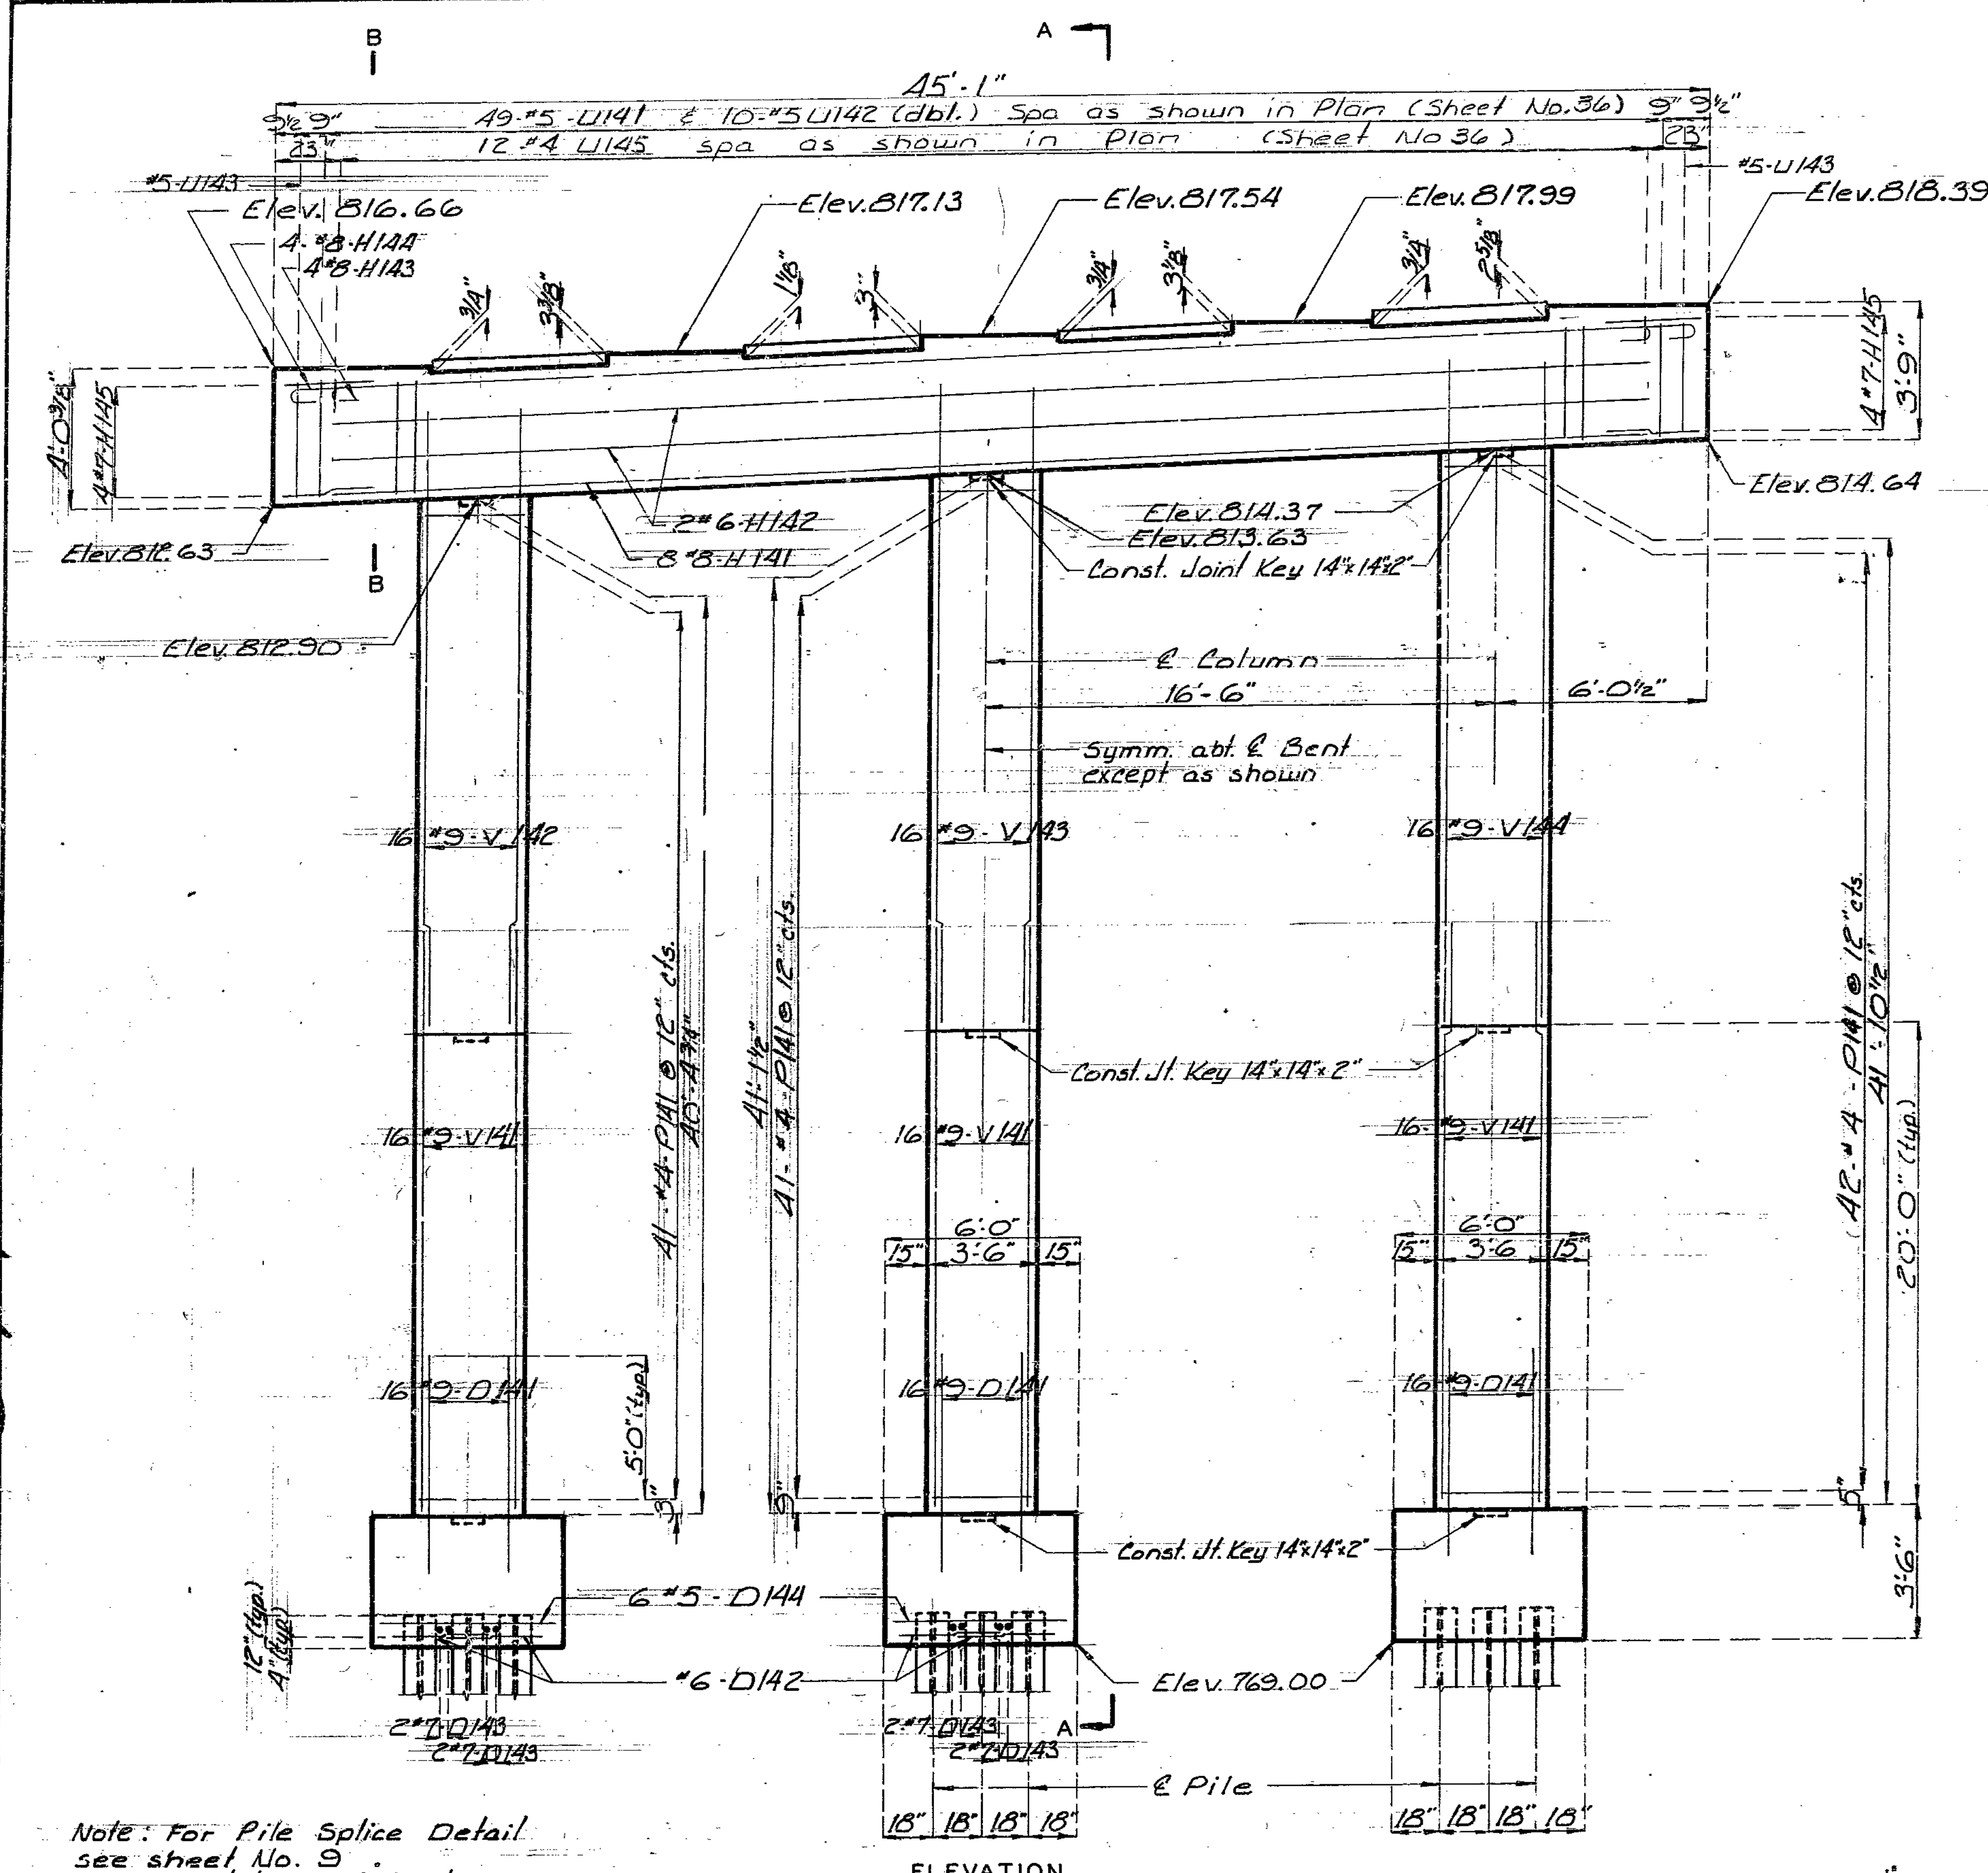 B
A
45'-1"
49-#5-U141 & 10-#5U142 (dbl.) Spa as shown in Plan (Sheet No.36)
9½" 9"
9" 9½"
12-#4 U145 spa as shown in Plan (Sheet No 36)
23"
23"
#5-U143
#5-U143
Elev. 816.66
Elev.817.13
Elev.817.54
Elev.817.99
Elev.818.39
4-#8-H144
4#8-H143
3/4"
3 3/8"
1 1/8"
3"
3/4"
3 1/8"
3/4"
2 5/8"
4'-0 3/8"
4#7-H145
4#7-H145
3'-9"
Elev.814.64
2#6-H142
8#8-H141
Elev.814.37
Elev.813.63
Const. Joint Key 14"x14"x2"
Elev.812.63
B
Elev.812.90
℄ Column
16'-6"
6'-0½"
Symm. abt. ℄ Bent
except as shown
16 #9-V142
16 #9-V143
16 #9-V144
41-#4-P141 @ 12" cts.
40'-4¾"
41'-1½"
41-#4-P141 @ 12" cts.
42-#4-P141 @ 12" cts.
41'-10½"
20'-0" (typ.)
Const. Jt. Key 14"x14"x2"
16 #9-V141
16 #9-V141
16-#9-V141
6'-0"
15" 3'-6" 15"
6'-0"
15" 3'-6 15"
16 #9-D141
16 #9-D141
16-#9-D141
5'-0" (typ.)
3"
9"
5"
3'-6"
Const. Jt. Key 14"x14"x2"
6 #5-D144
12" (typ.)
4" (typ.)
#6-D142
Elev. 769.00
2#7-D143
2#7-D143
2#7-D143
2#7-D143
A
℄ Pile
18" 18" 18" 18"
18" 18" 18" 18"
Note: For Pile Splice Detail
see sheet No. 9
ELEVATION